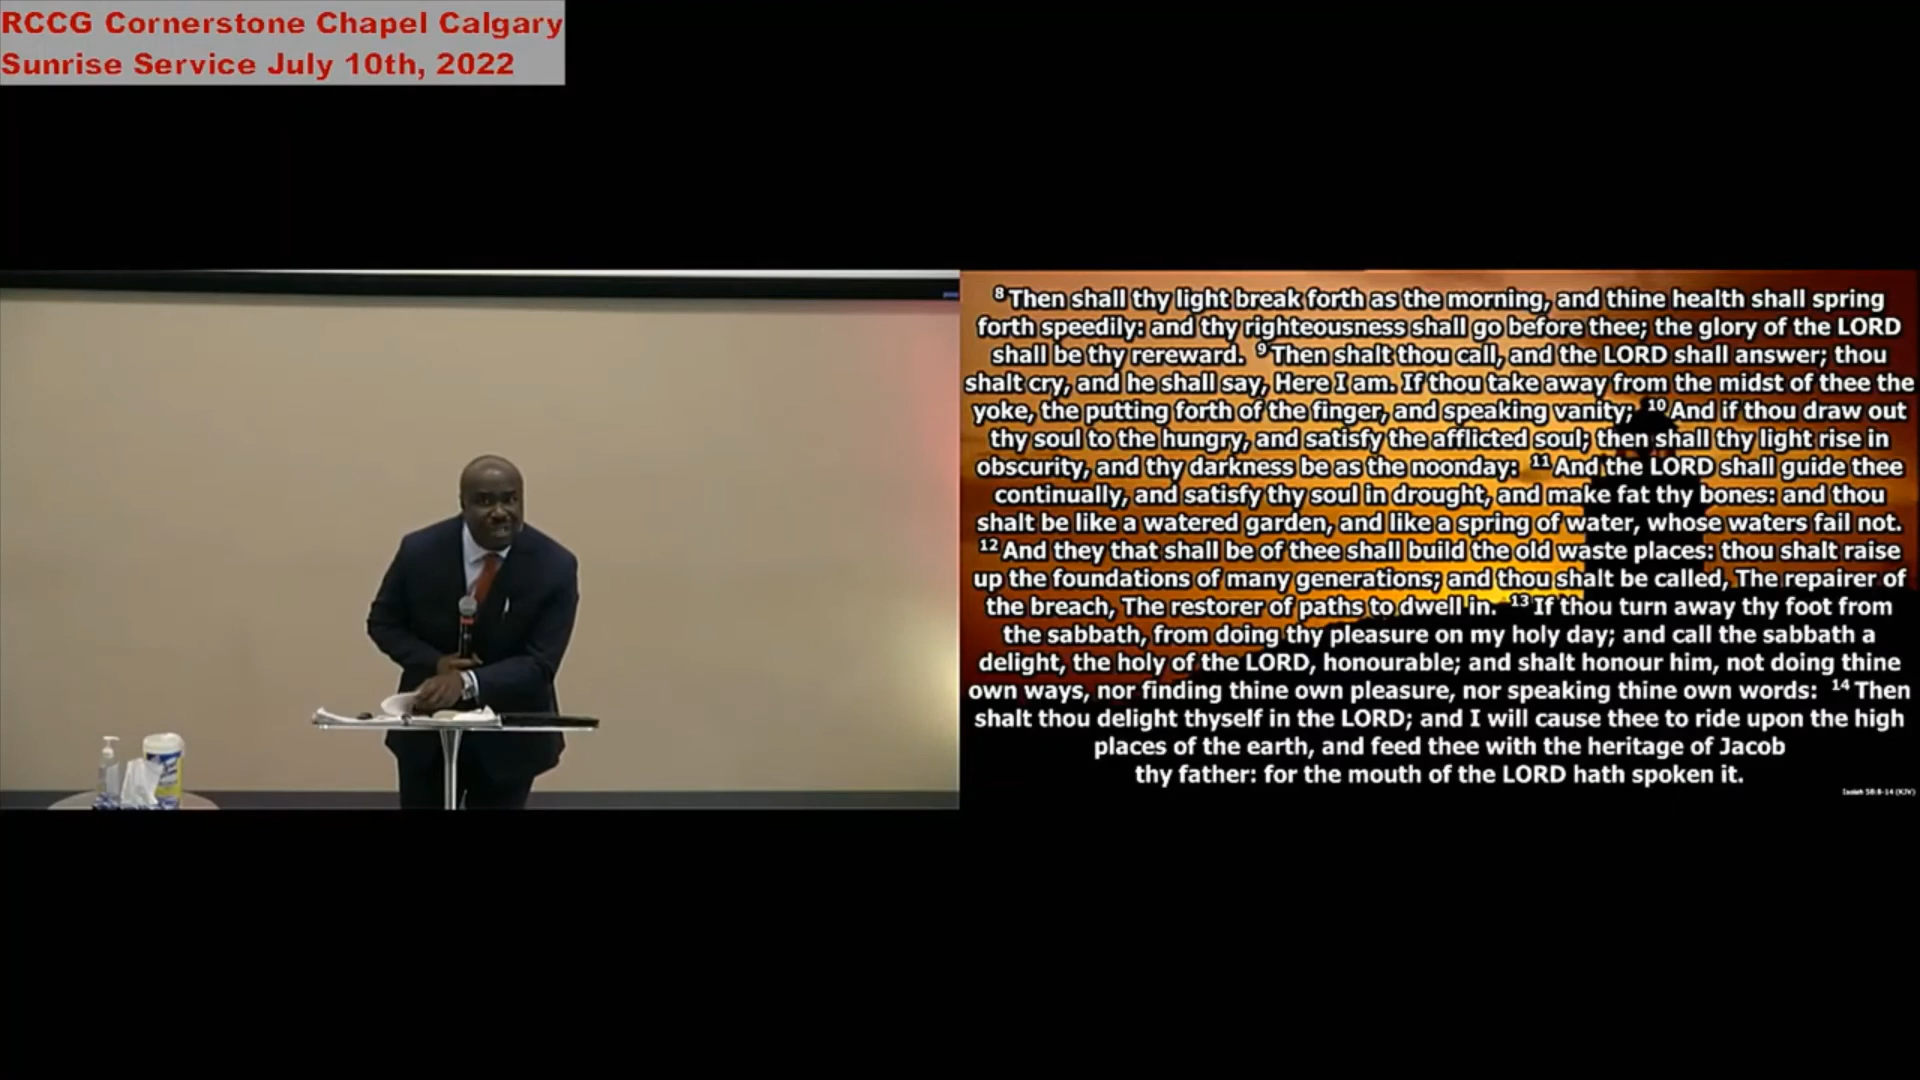 RCCG Cornerstone Chapel Calgary
Sunrise Service July 10th, 2022
8 Then shall thy light break forth as the morning, and thine health shall spring
forth speedily: and thy righteousness shall go before thee; the glory of the LORD
shall be thy rereward. 9 Then shalt thou call, and the LORD shall answer; thou
shalt cry, and he shall say, Here I am. If thou take away from the midst of thee the
yoke, the putting forth of the finger, and speaking vanity; 10 And if thou draw out
thy soul to the hungry, and satisfy the afflicted soul; then shall thy light rise in
obscurity, and thy darkness be as the noonday: 11 And the LORD shall guide thee
continually, and satisfy thy soul in drought, and make fat thy bones: and thou
shalt be like a watered garden, and like a spring of water, whose waters fail not.
12 And they that shall be of thee shall build the old waste places: thou shalt raise
up the foundations of many generations; and thou shalt be called, The repairer of
the breach, The restorer of paths to dwell in. 13 If thou turn away thy foot from
the sabbath, from doing thy pleasure on my holy day; and call the sabbath a
delight, the holy of the LORD, honourable; and shalt honour him, not doing thine
own ways, nor finding thine own pleasure, nor speaking thine own words: 14 Then
shalt thou delight thyself in the LORD; and I will cause thee to ride upon the high
places of the earth, and feed thee with the heritage of Jacob
thy father: for the mouth of the LORD hath spoken it.
Isaiah 58:8-14 (KJV)